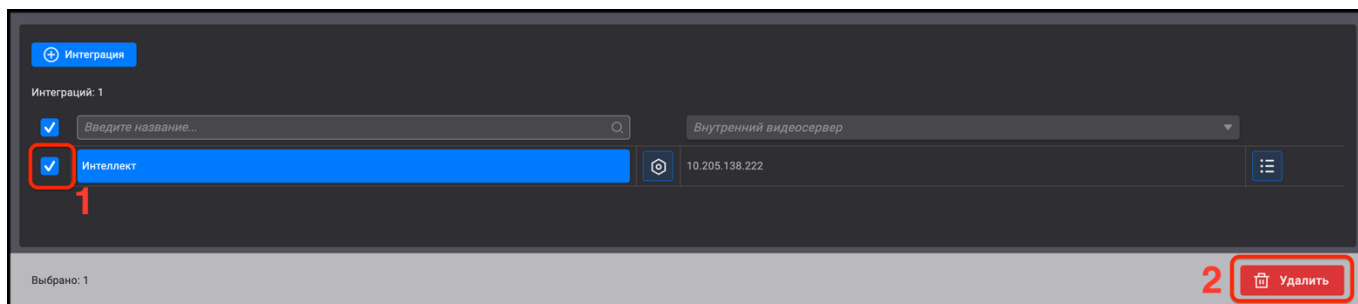 Интеграция
Интеграций: 1
Введите название...
Внутренний видеосервер
Интеллект
10.205.138.222
1
Выбрано: 1
2
Удалить